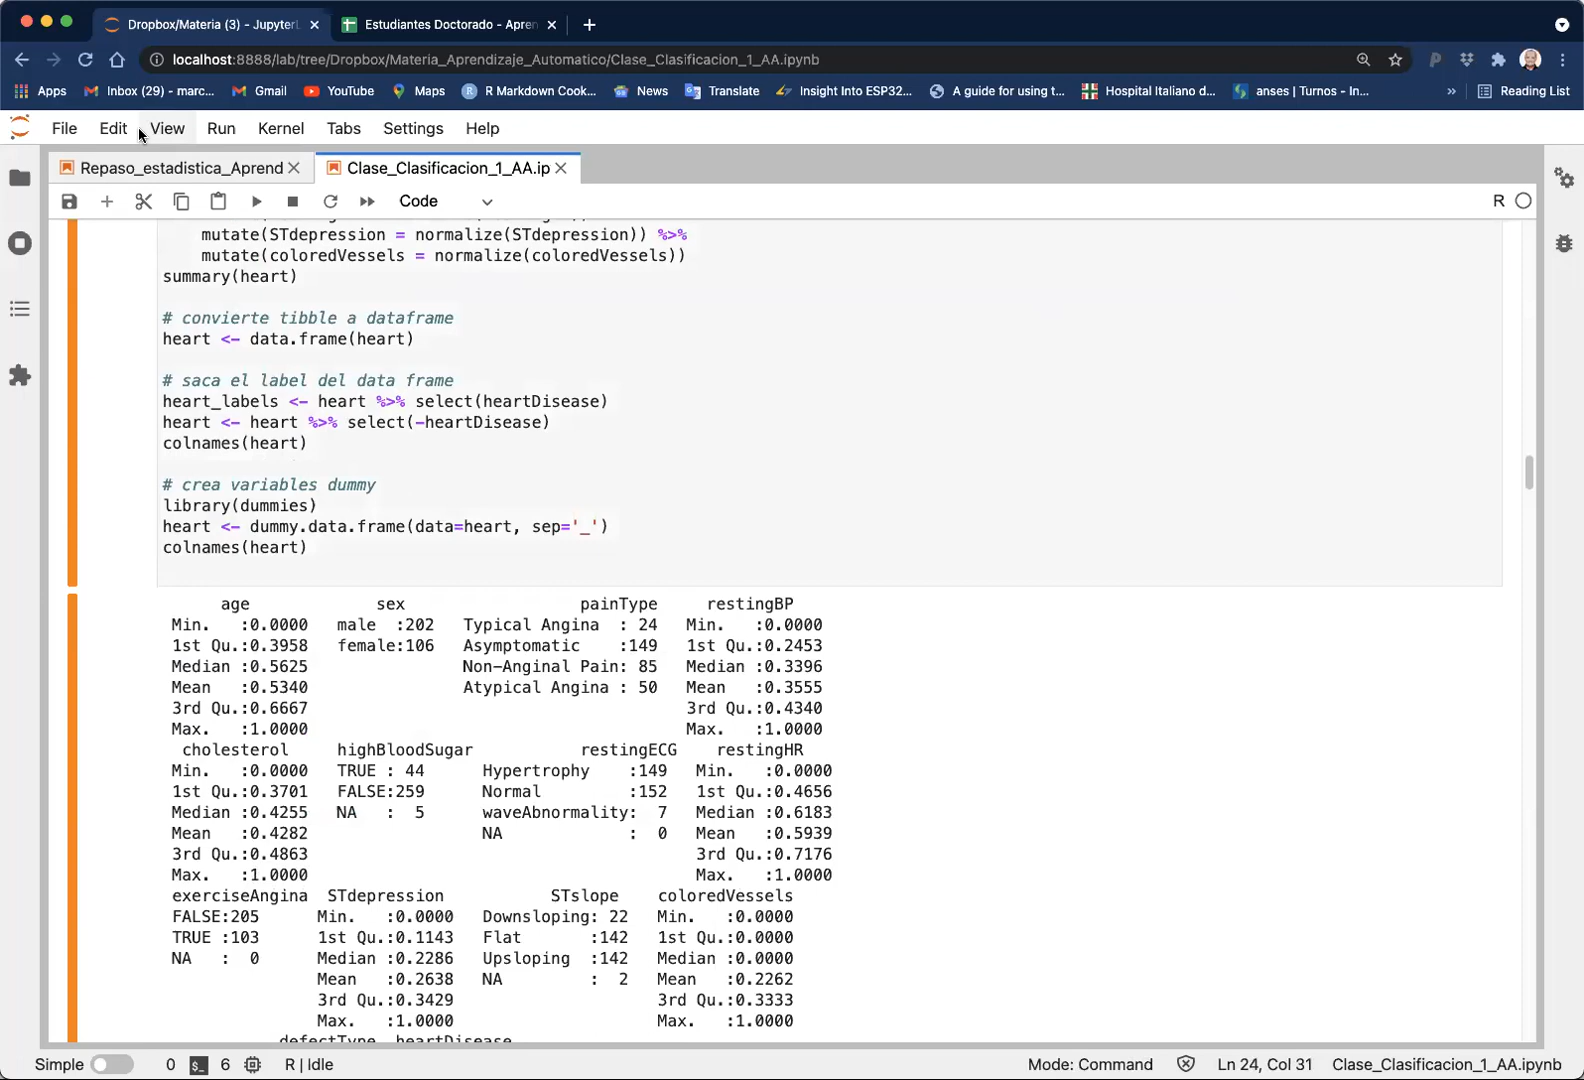 Dropbox/Materia (3) - JupyterL
Estudiantes Doctorado - Apren
localhost:8888/lab/tree/Dropbox/Materia_Aprendizaje_Automatico/Clase_Clasificacion_1_AA.ipynb
Apps Inbox (29) - marc... Gmail YouTube Maps R Markdown Cook... News Translate Insight Into ESP32... A guide for using t... Hospital Italiano d... anses | Turnos - In... » Reading List
File Edit View Run Kernel Tabs Settings Help
Repaso_estadistica_Aprend Clase_Clasificacion_1_AA.ip
Code R
mutate(STdepression = normalize(STdepression)) %>%
mutate(coloredVessels = normalize(coloredVessels))
summary(heart)
# convierte tibble a dataframe
heart <- data.frame(heart)
# saca el label del data frame
heart_labels <- heart %>% select(heartDisease)
heart <- heart %>% select(-heartDisease)
colnames(heart)
# crea variables dummy
library(dummies)
heart <- dummy.data.frame(data=heart, sep='_')
colnames(heart)
age sex painType restingBP
Min. :0.0000 male :202 Typical Angina : 24 Min. :0.0000
1st Qu.:0.3958 female:106 Asymptomatic :149 1st Qu.:0.2453
Median :0.5625 Non-Anginal Pain: 85 Median :0.3396
Mean :0.5340 Atypical Angina : 50 Mean :0.3555
3rd Qu.:0.6667 3rd Qu.:0.4340
Max. :1.0000 Max. :1.0000
cholesterol highBloodSugar restingECG restingHR
Min. :0.0000 TRUE : 44 Hypertrophy :149 Min. :0.0000
1st Qu.:0.3701 FALSE:259 Normal :152 1st Qu.:0.4656
Median :0.4255 NA : 5 waveAbnormality: 7 Median :0.6183
Mean :0.4282 NA : 0 Mean :0.5939
3rd Qu.:0.4863 3rd Qu.:0.7176
Max. :1.0000 Max. :1.0000
exerciseAngina STdepression STslope coloredVessels
FALSE:205 Min. :0.0000 Downsloping: 22 Min. :0.0000
TRUE :103 1st Qu.:0.1143 Flat :142 1st Qu.:0.0000
NA : 0 Median :0.2286 Upsloping :142 Median :0.0000
Mean :0.2638 NA : 2 Mean :0.2262
3rd Qu.:0.3429 3rd Qu.:0.3333
Max. :1.0000 Max. :1.0000
defectType heartDisease
Simple 0 6 R | Idle Mode: Command Ln 24, Col 31 Clase_Clasificacion_1_AA.ipynb